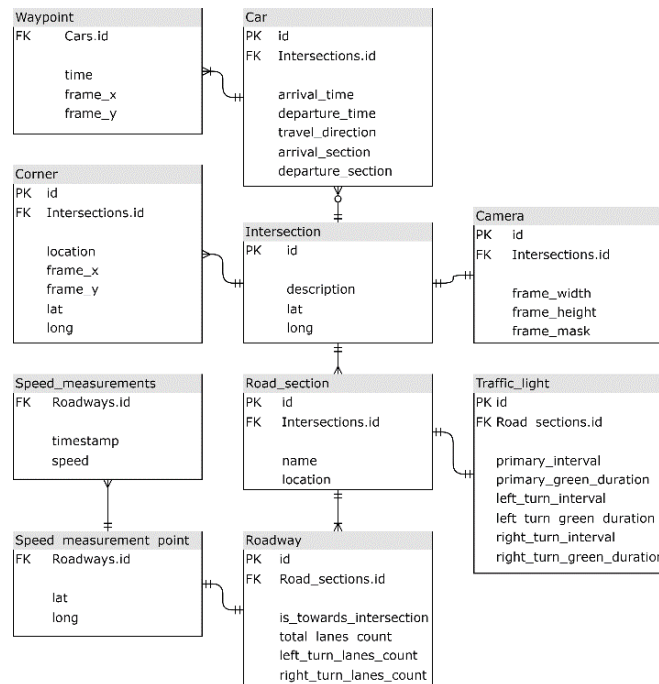 Waypoint
FK Cars.id
time
frame_x
frame_y
Car
PK id
FK Intersections.id
arrival_time
departure_time
travel_direction
arrival_section
departure_section
Corner
PK id
FK Intersections.id
location
frame_x
frame_y
lat
long
Intersection
PK id
description
lat
long
Camera
PK id
FK Intersections.id
frame_width
frame_height
frame_mask
Speed_measurements
FK Roadways.id
timestamp
speed
Road_section
PK id
FK Intersections.id
name
location
Traffic_light
PK id
FK Road sections.id
primary_interval
primary_green_duration
left_turn_interval
left turn green duration
right_turn_interval
right_turn_green_duration
Speed measurement point
FK Roadways.id
lat
long
Roadway
PK id
FK Road_sections.id
is_towards_intersection
total lanes count
left_turn_lanes_count
right_turn_lanes_count